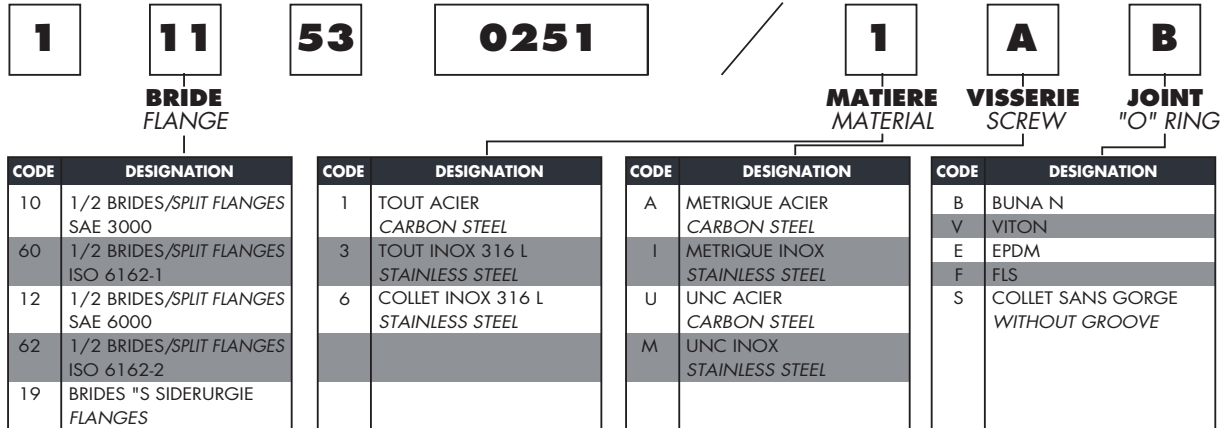 1 11 53 0251 / 1 A B
BRIDE MATIERE VISSERIE JOINT
FLANGE MATERIAL SCREW "O" RING
CODE DESIGNATION CODE DESIGNATION CODE DESIGNATION CODE DESIGNATION
10 1/2 BRIDES/SPLIT FLANGES 1 TOUT ACIER A METRIQUE ACIER B BUNA N
SAE 3000 CARBON STEEL CARBON STEEL V VITON
60 1/2 BRIDES/SPLIT FLANGES 3 TOUT INOX 316 L I METRIQUE INOX E EPDM
ISO 6162-1 STAINLESS STEEL STAINLESS STEEL F FLS
12 1/2 BRIDES/SPLIT FLANGES 6 COLLET INOX 316 L U UNC ACIER S COLLET SANS GORGE
SAE 6000 STAINLESS STEEL CARBON STEEL WITHOUT GROOVE
62 1/2 BRIDES/SPLIT FLANGES M UNC INOX
ISO 6162-2 STAINLESS STEEL
19 BRIDES "S SIDERURGIE
FLANGES